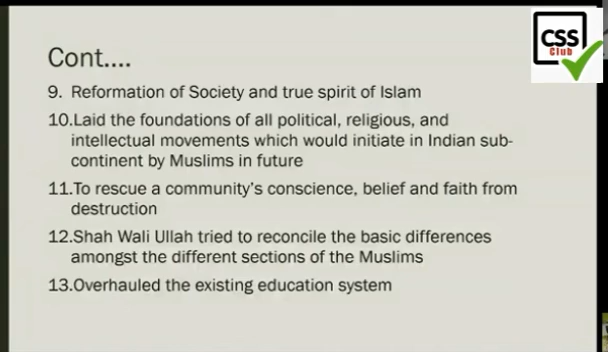 CSS
Club
Cont....
9. Reformation of Society and true spirit of Islam
10.Laid the foundations of all political, religious, and
intellectual movements which would initiate in Indian sub-
continent by Muslims in future
11.To rescue a community's conscience, belief and faith from
destruction
12.Shah Wali Ullah tried to reconcile the basic differences
amongst the different sections of the Muslims
13.Overhauled the existing education system